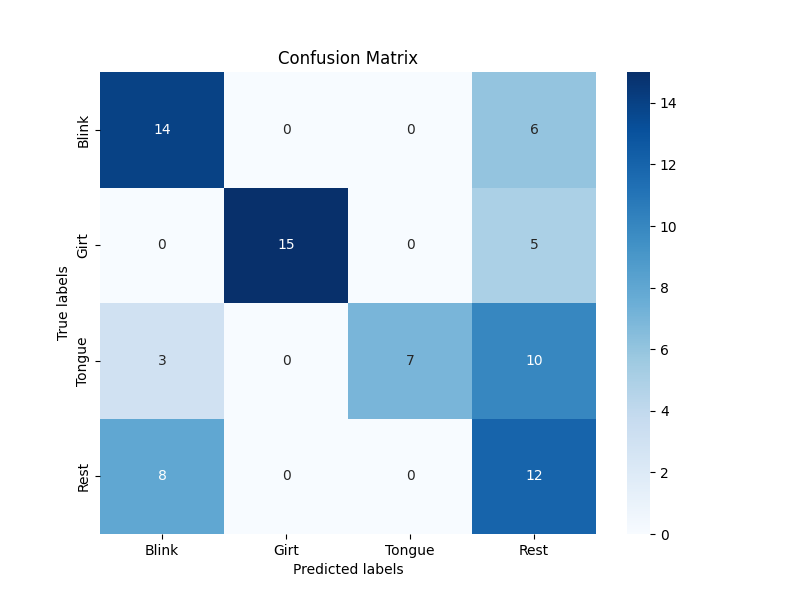 Confusion Matrix
True labels
Blink
14 0 0 6
Girt
0 15 0 5
Tongue
3 0 7 10
Rest
8 0 0 12
Blink Girt Tongue Rest
Predicted labels
14
12
10
8
6
4
2
0